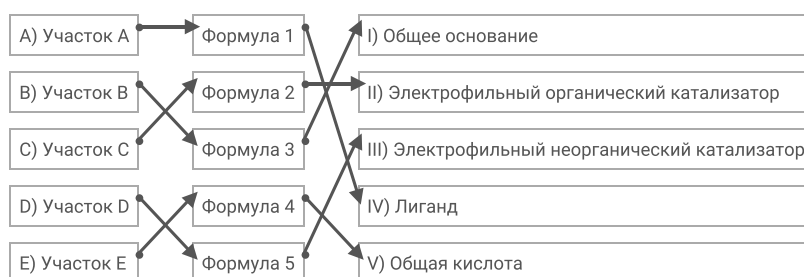 A) Участок A Формула 1 I) Общее основание
B) Участок B Формула 2 II) Электрофильный органический катализатор
C) Участок C Формула 3 III) Электрофильный неорганический катализатор
D) Участок D Формула 4 IV) Лиганд
E) Участок E Формула 5 V) Общая кислота